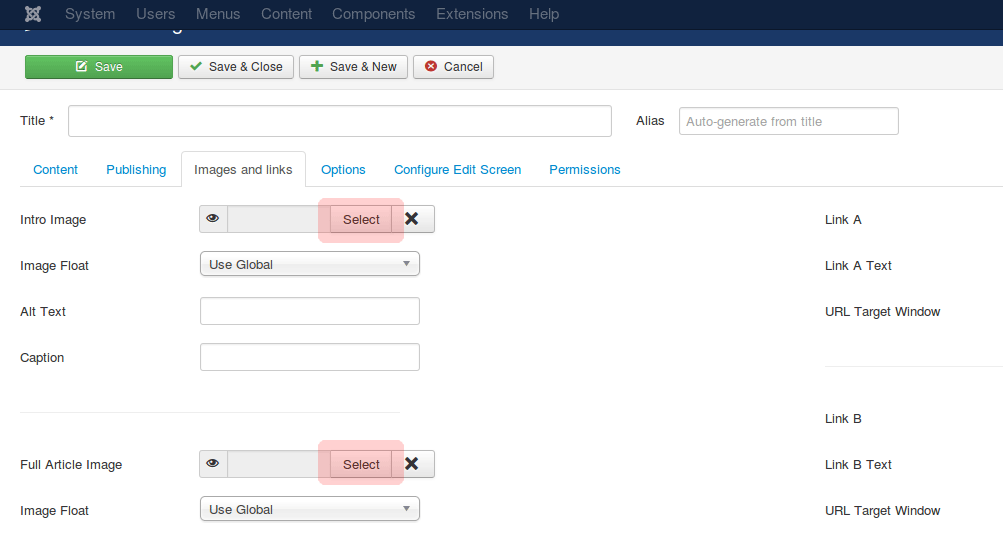 System Users Menus Content Components Extensions Help
Save Save & Close Save & New Cancel
Title * Alias Auto-generate from title
Content Publishing Images and links Options Configure Edit Screen Permissions
Intro Image Select Link A
Image Float Use Global Link A Text
Alt Text URL Target Window
Caption
Link B
Full Article Image Select Link B Text
Image Float Use Global URL Target Window